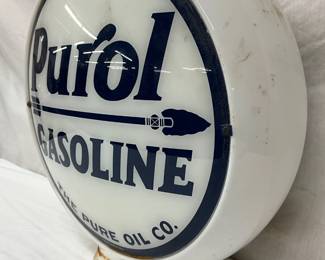 Purol
GASOLINE
THE PURE OIL CO.